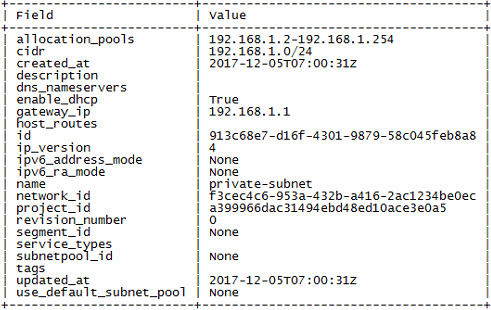 +-------------------------+--------------------------------------+
| Field | Value |
+-------------------------+--------------------------------------+
| allocation_pools | 192.168.1.2-192.168.1.254
| cidr | 192.168.1.0/24
| created_at | 2017-12-05T07:00:31Z
| description |
| dns_nameservers |
| enable_dhcp | True
| gateway_ip | 192.168.1.1
| host_routes |
| id | 913c68e7-d16f-4301-9879-58c045feb8a8
| ip_version | 4
| ipv6_address_mode | None
| ipv6_ra_mode | None
| name | private-subnet
| network_id | f3cec4c6-953a-432b-a416-2ac1234be0ec
| project_id | a399966dac31494ebd48ed10ace3e0a5
| revision_number | 0
| segment_id | None
| service_types |
| subnetpool_id | None
| tags |
| updated_at | 2017-12-05T07:00:31Z
| use_default_subnet_pool | None
+-------------------------+--------------------------------------+